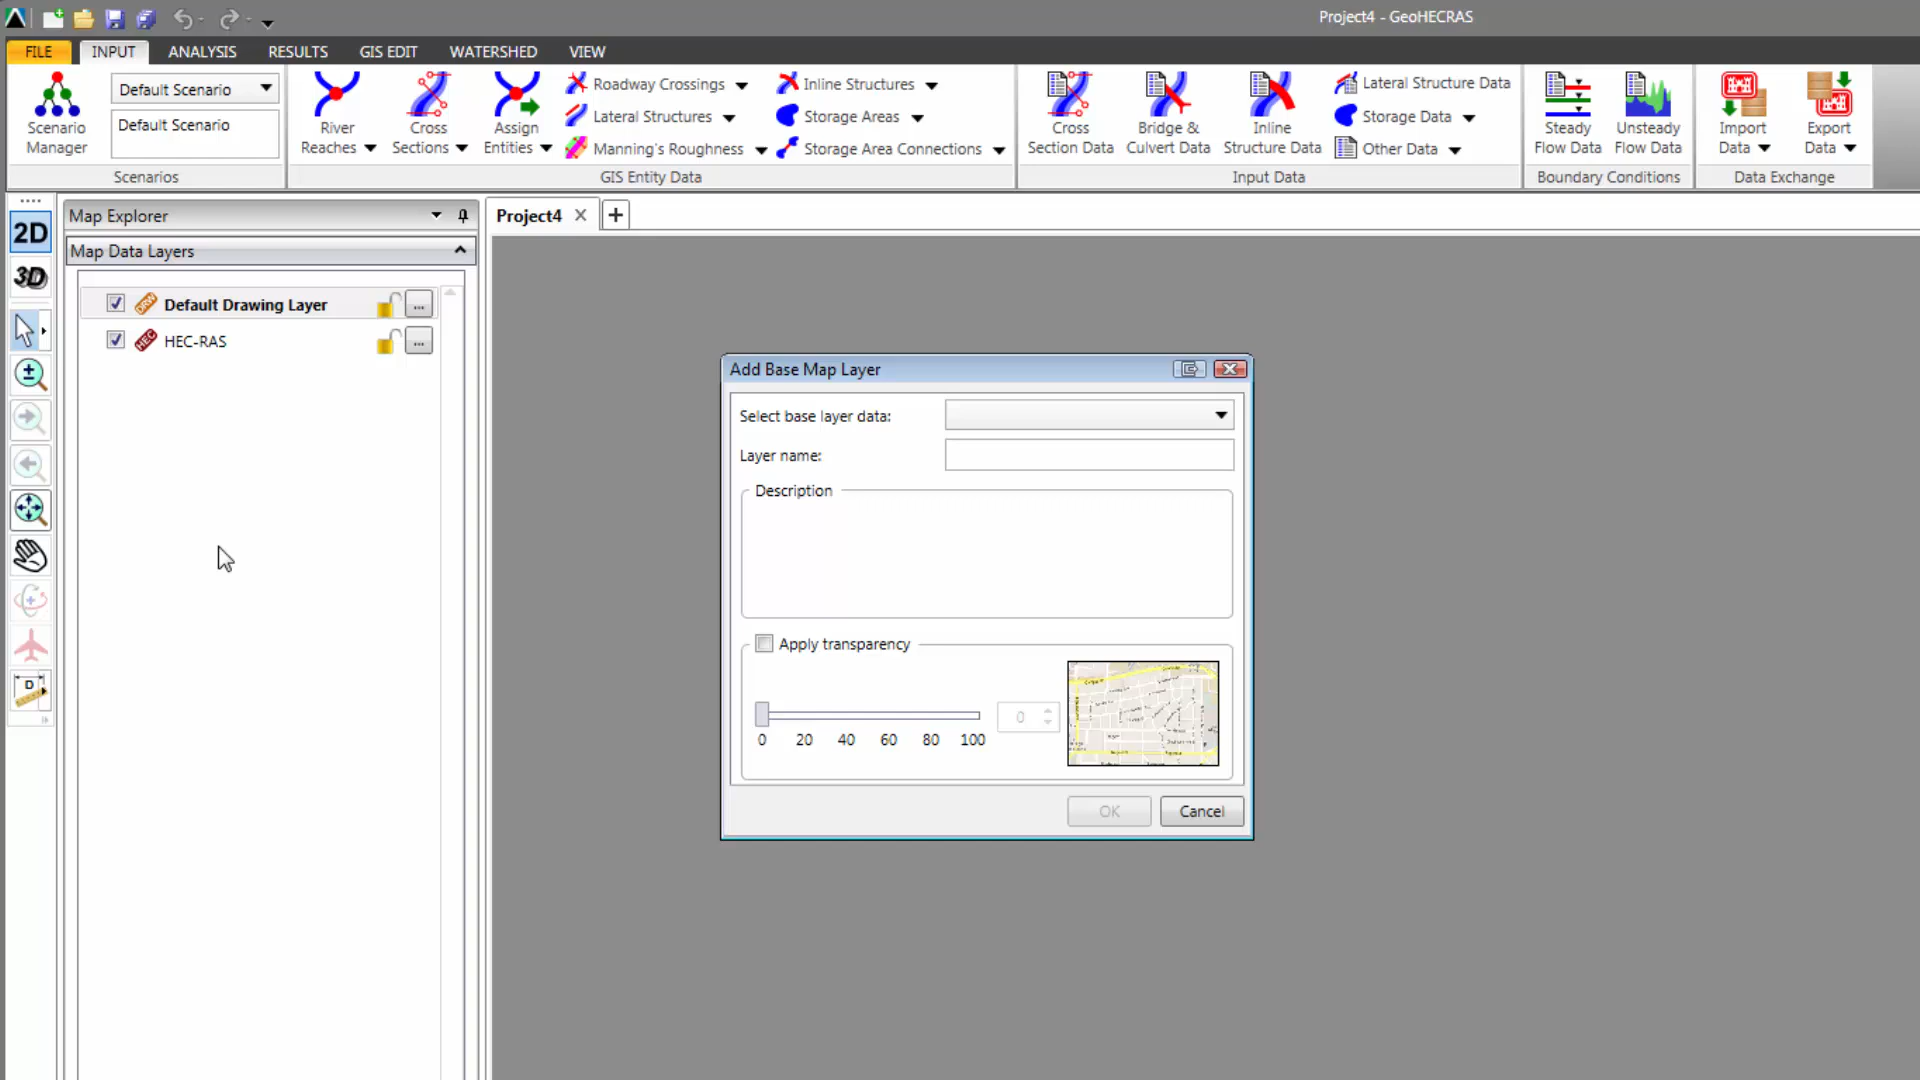 Project4 - GeoHECRAS
FILE INPUT ANALYSIS RESULTS GIS EDIT WATERSHED VIEW
Scenario Manager
Default Scenario
Default Scenario
Scenarios
River Reaches
Cross Sections
Assign Entities
Roadway Crossings
Lateral Structures
Manning's Roughness
Inline Structures
Storage Areas
Storage Area Connections
GIS Entity Data
Cross Section Data
Bridge & Culvert Data
Inline Structure Data
Lateral Structure Data
Storage Data
Other Data
Input Data
Steady Flow Data
Unsteady Flow Data
Boundary Conditions
Import Data
Export Data
Data Exchange
2D
3D
D
Map Explorer
Map Data Layers
Default Drawing Layer ...
HEC-RAS ...
Project4
Add Base Map Layer
Select base layer data:
Layer name:
Description
Apply transparency
0
0 20 40 60 80 100
OK Cancel